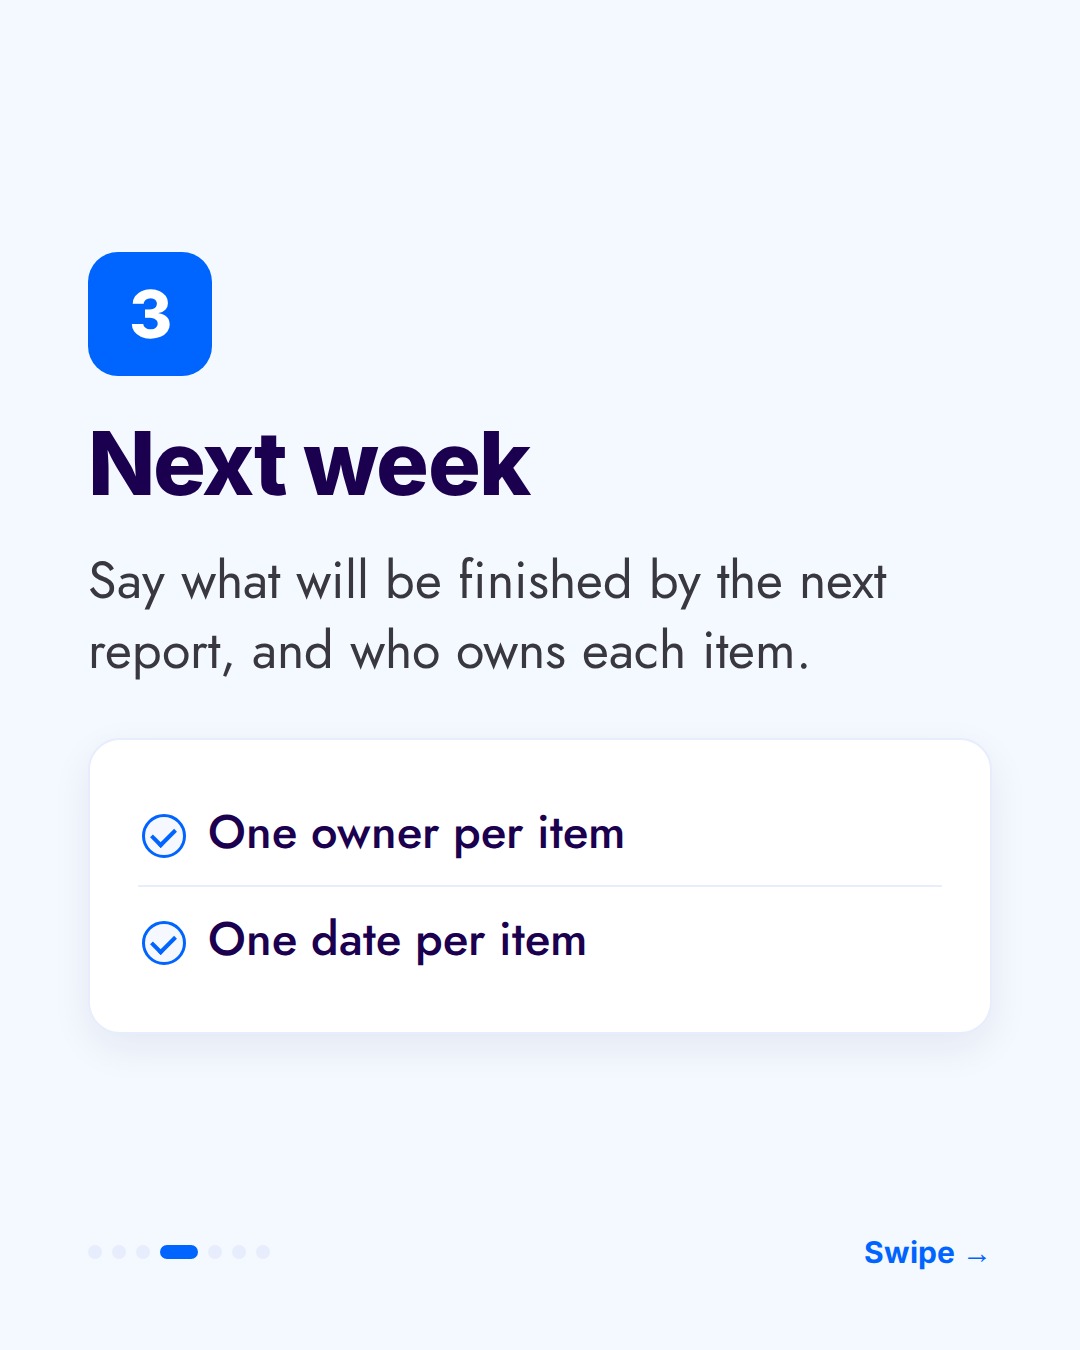 3
Next week
Say what will be finished by the next
report, and who owns each item.
One owner per item
One date per item
Swipe →